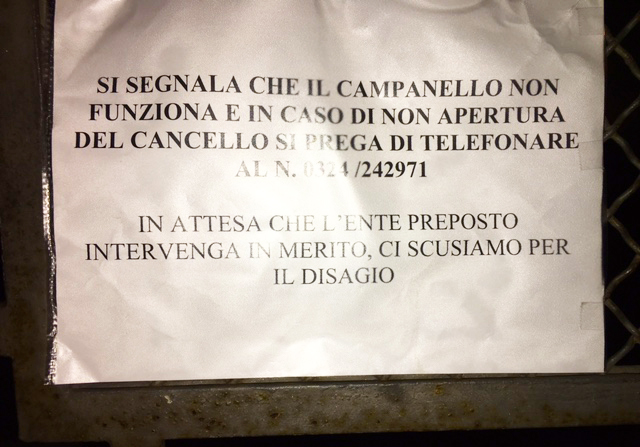 SI SEGNALA CHE IL CAMPANELLO NON
FUNZIONA E IN CASO DI NON APERTURA
DEL CANCELLO SI PREGA DI TELEFONARE
AL N. 0324 /242971
IN ATTESA CHE L'ENTE PREPOSTO
INTERVENGA IN MERITO, CI SCUSIAMO PER
IL DISAGIO